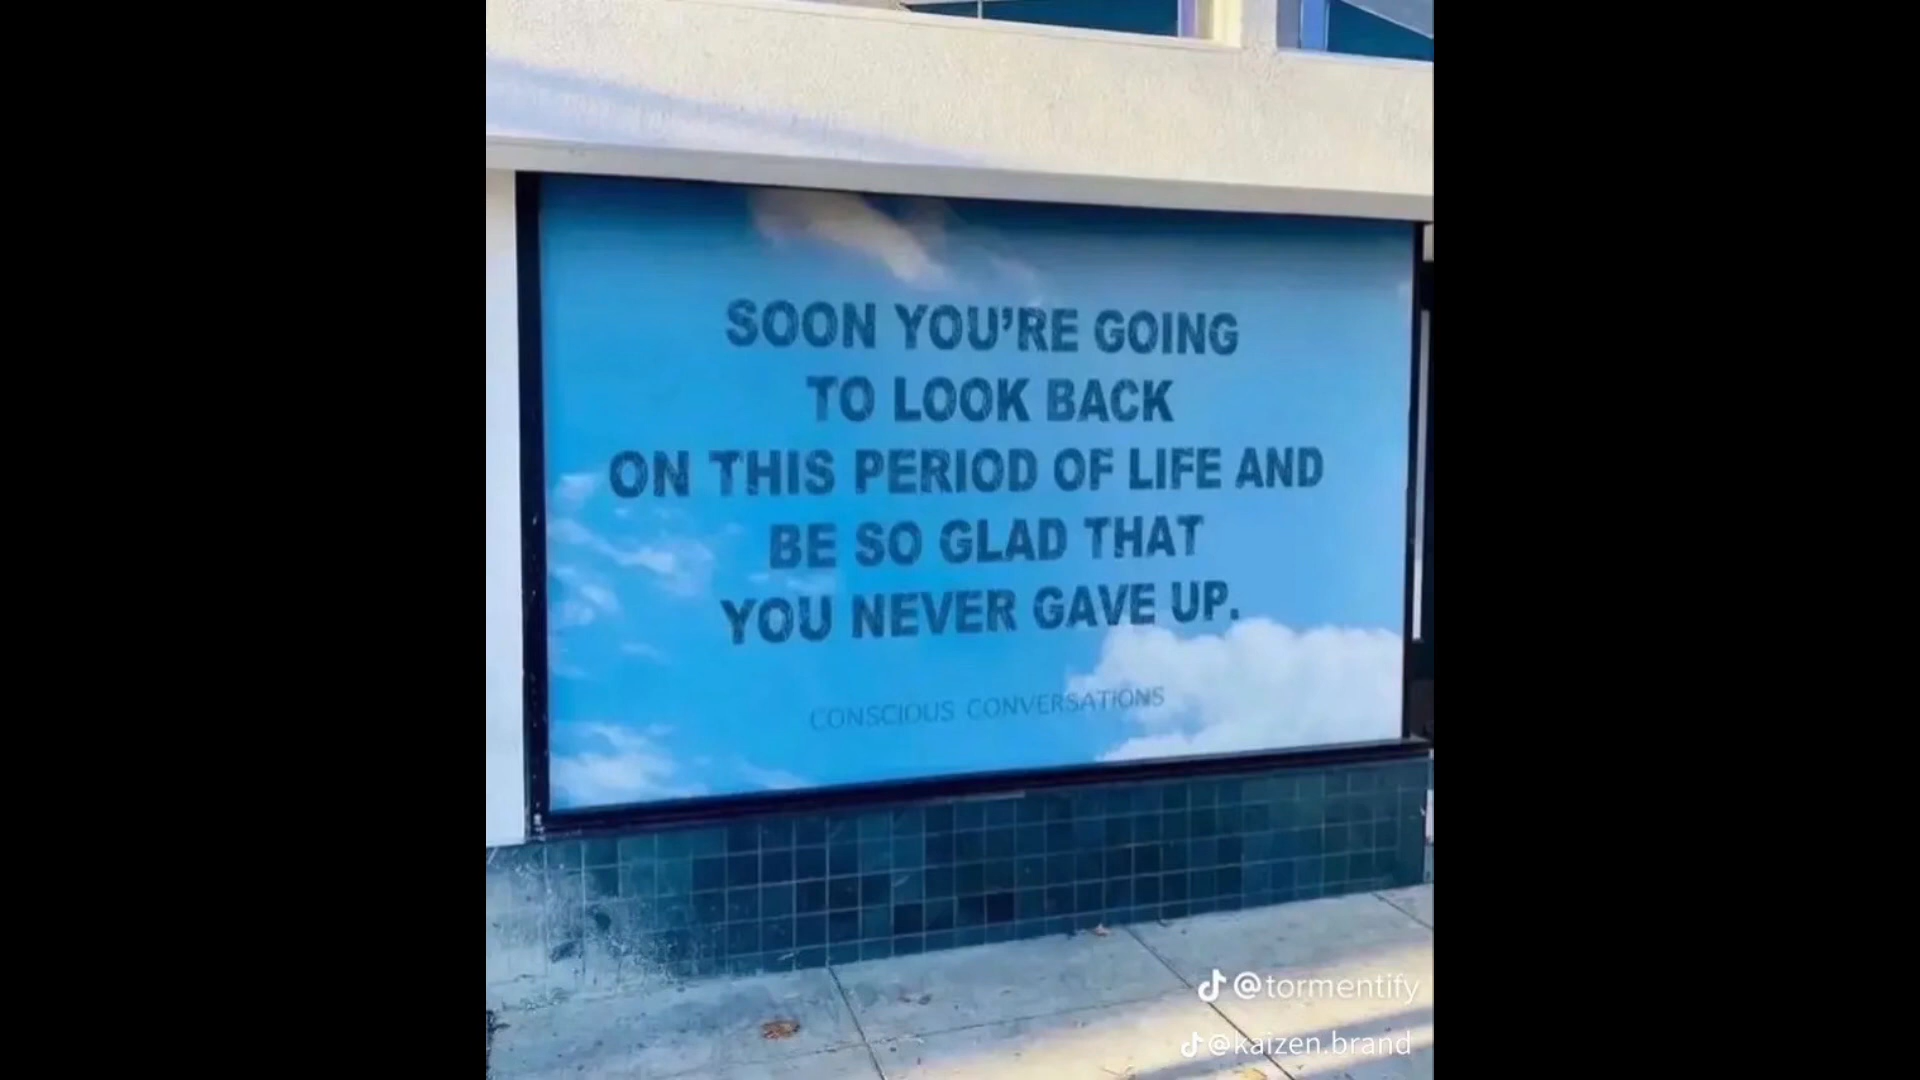 SOON YOU'RE GOING
TO LOOK BACK
ON THIS PERIOD OF LIFE AND
BE SO GLAD THAT
YOU NEVER GAVE UP.
CONSCIOUS CONVERSATIONS
@tormentify
@kaizen.brand